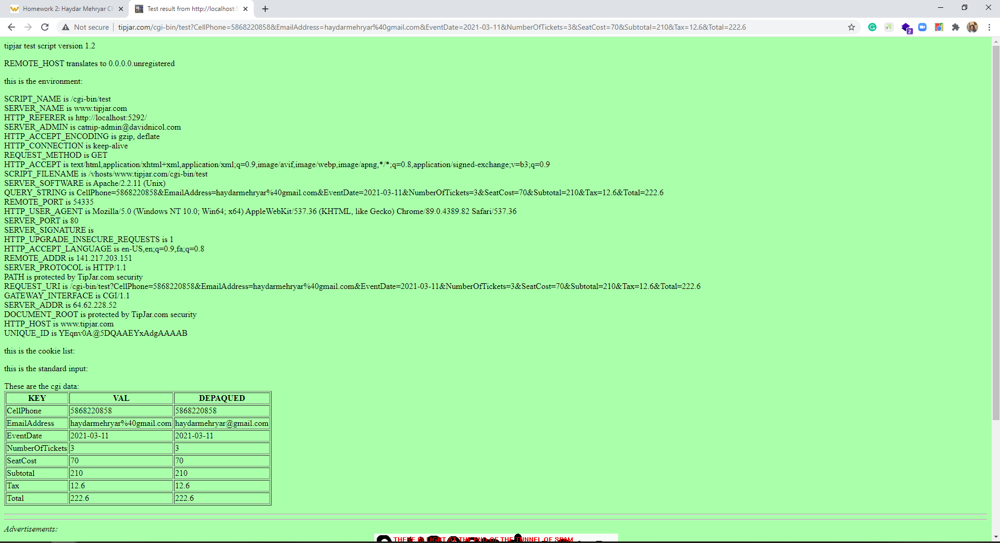 Homework 2: Haydar Mehryar Ch
Test result from http://localhost:5
Not secure
tipjar.com/cgi-bin/test?CellPhone=5868220858&EmailAddress=haydarmehryar%40gmail.com&EventDate=2021-03-11&NumberOfTickets=3&SeatCost=70&Subtotal=210&Tax=12.6&Total=222.6
2
tipjar test script version 1.2
REMOTE_HOST translates to 0.0.0.0.unregistered
this is the environment:
SCRIPT_NAME is /cgi-bin/test
SERVER_NAME is www.tipjar.com
HTTP_REFERER is http://localhost:5292/
SERVER_ADMIN is catnip-admin@davidnicol.com
HTTP_ACCEPT_ENCODING is gzip, deflate
HTTP_CONNECTION is keep-alive
REQUEST_METHOD is GET
HTTP_ACCEPT is text/html,application/xhtml+xml,application/xml;q=0.9,image/avif,image/webp,image/apng,*/*;q=0.8,application/signed-exchange;v=b3;q=0.9
SCRIPT_FILENAME is /vhosts/www.tipjar.com/cgi-bin/test
SERVER_SOFTWARE is Apache/2.2.11 (Unix)
QUERY_STRING is CellPhone=5868220858&EmailAddress=haydarmehryar%40gmail.com&EventDate=2021-03-11&NumberOfTickets=3&SeatCost=70&Subtotal=210&Tax=12.6&Total=222.6
REMOTE_PORT is 54335
HTTP_USER_AGENT is Mozilla/5.0 (Windows NT 10.0; Win64; x64) AppleWebKit/537.36 (KHTML, like Gecko) Chrome/89.0.4389.82 Safari/537.36
SERVER_PORT is 80
SERVER_SIGNATURE is
HTTP_UPGRADE_INSECURE_REQUESTS is 1
HTTP_ACCEPT_LANGUAGE is en-US,en;q=0.9,fa;q=0.8
REMOTE_ADDR is 141.217.203.151
SERVER_PROTOCOL is HTTP/1.1
PATH is protected by TipJar.com security
REQUEST_URI is /cgi-bin/test?CellPhone=5868220858&EmailAddress=haydarmehryar%40gmail.com&EventDate=2021-03-11&NumberOfTickets=3&SeatCost=70&Subtotal=210&Tax=12.6&Total=222.6
GATEWAY_INTERFACE is CGI/1.1
SERVER_ADDR is 64.62.228.52
DOCUMENT_ROOT is protected by TipJar.com security
HTTP_HOST is www.tipjar.com
UNIQUE_ID is YEqnv0A@5DQAAEYxAdgAAAAB
this is the cookie list:
this is the standard input:
These are the cgi data:
KEY VAL DEPAQUED
CellPhone 5868220858 5868220858
EmailAddress haydarmehryar%40gmail.com haydarmehryar@gmail.com
EventDate 2021-03-11 2021-03-11
NumberOfTickets 3 3
SeatCost 70 70
Subtotal 210 210
Tax 12.6 12.6
Total 222.6 222.6
Advertisements:
THERE IS LIGHT AT THE END OF THE TUNNEL OF SPAM